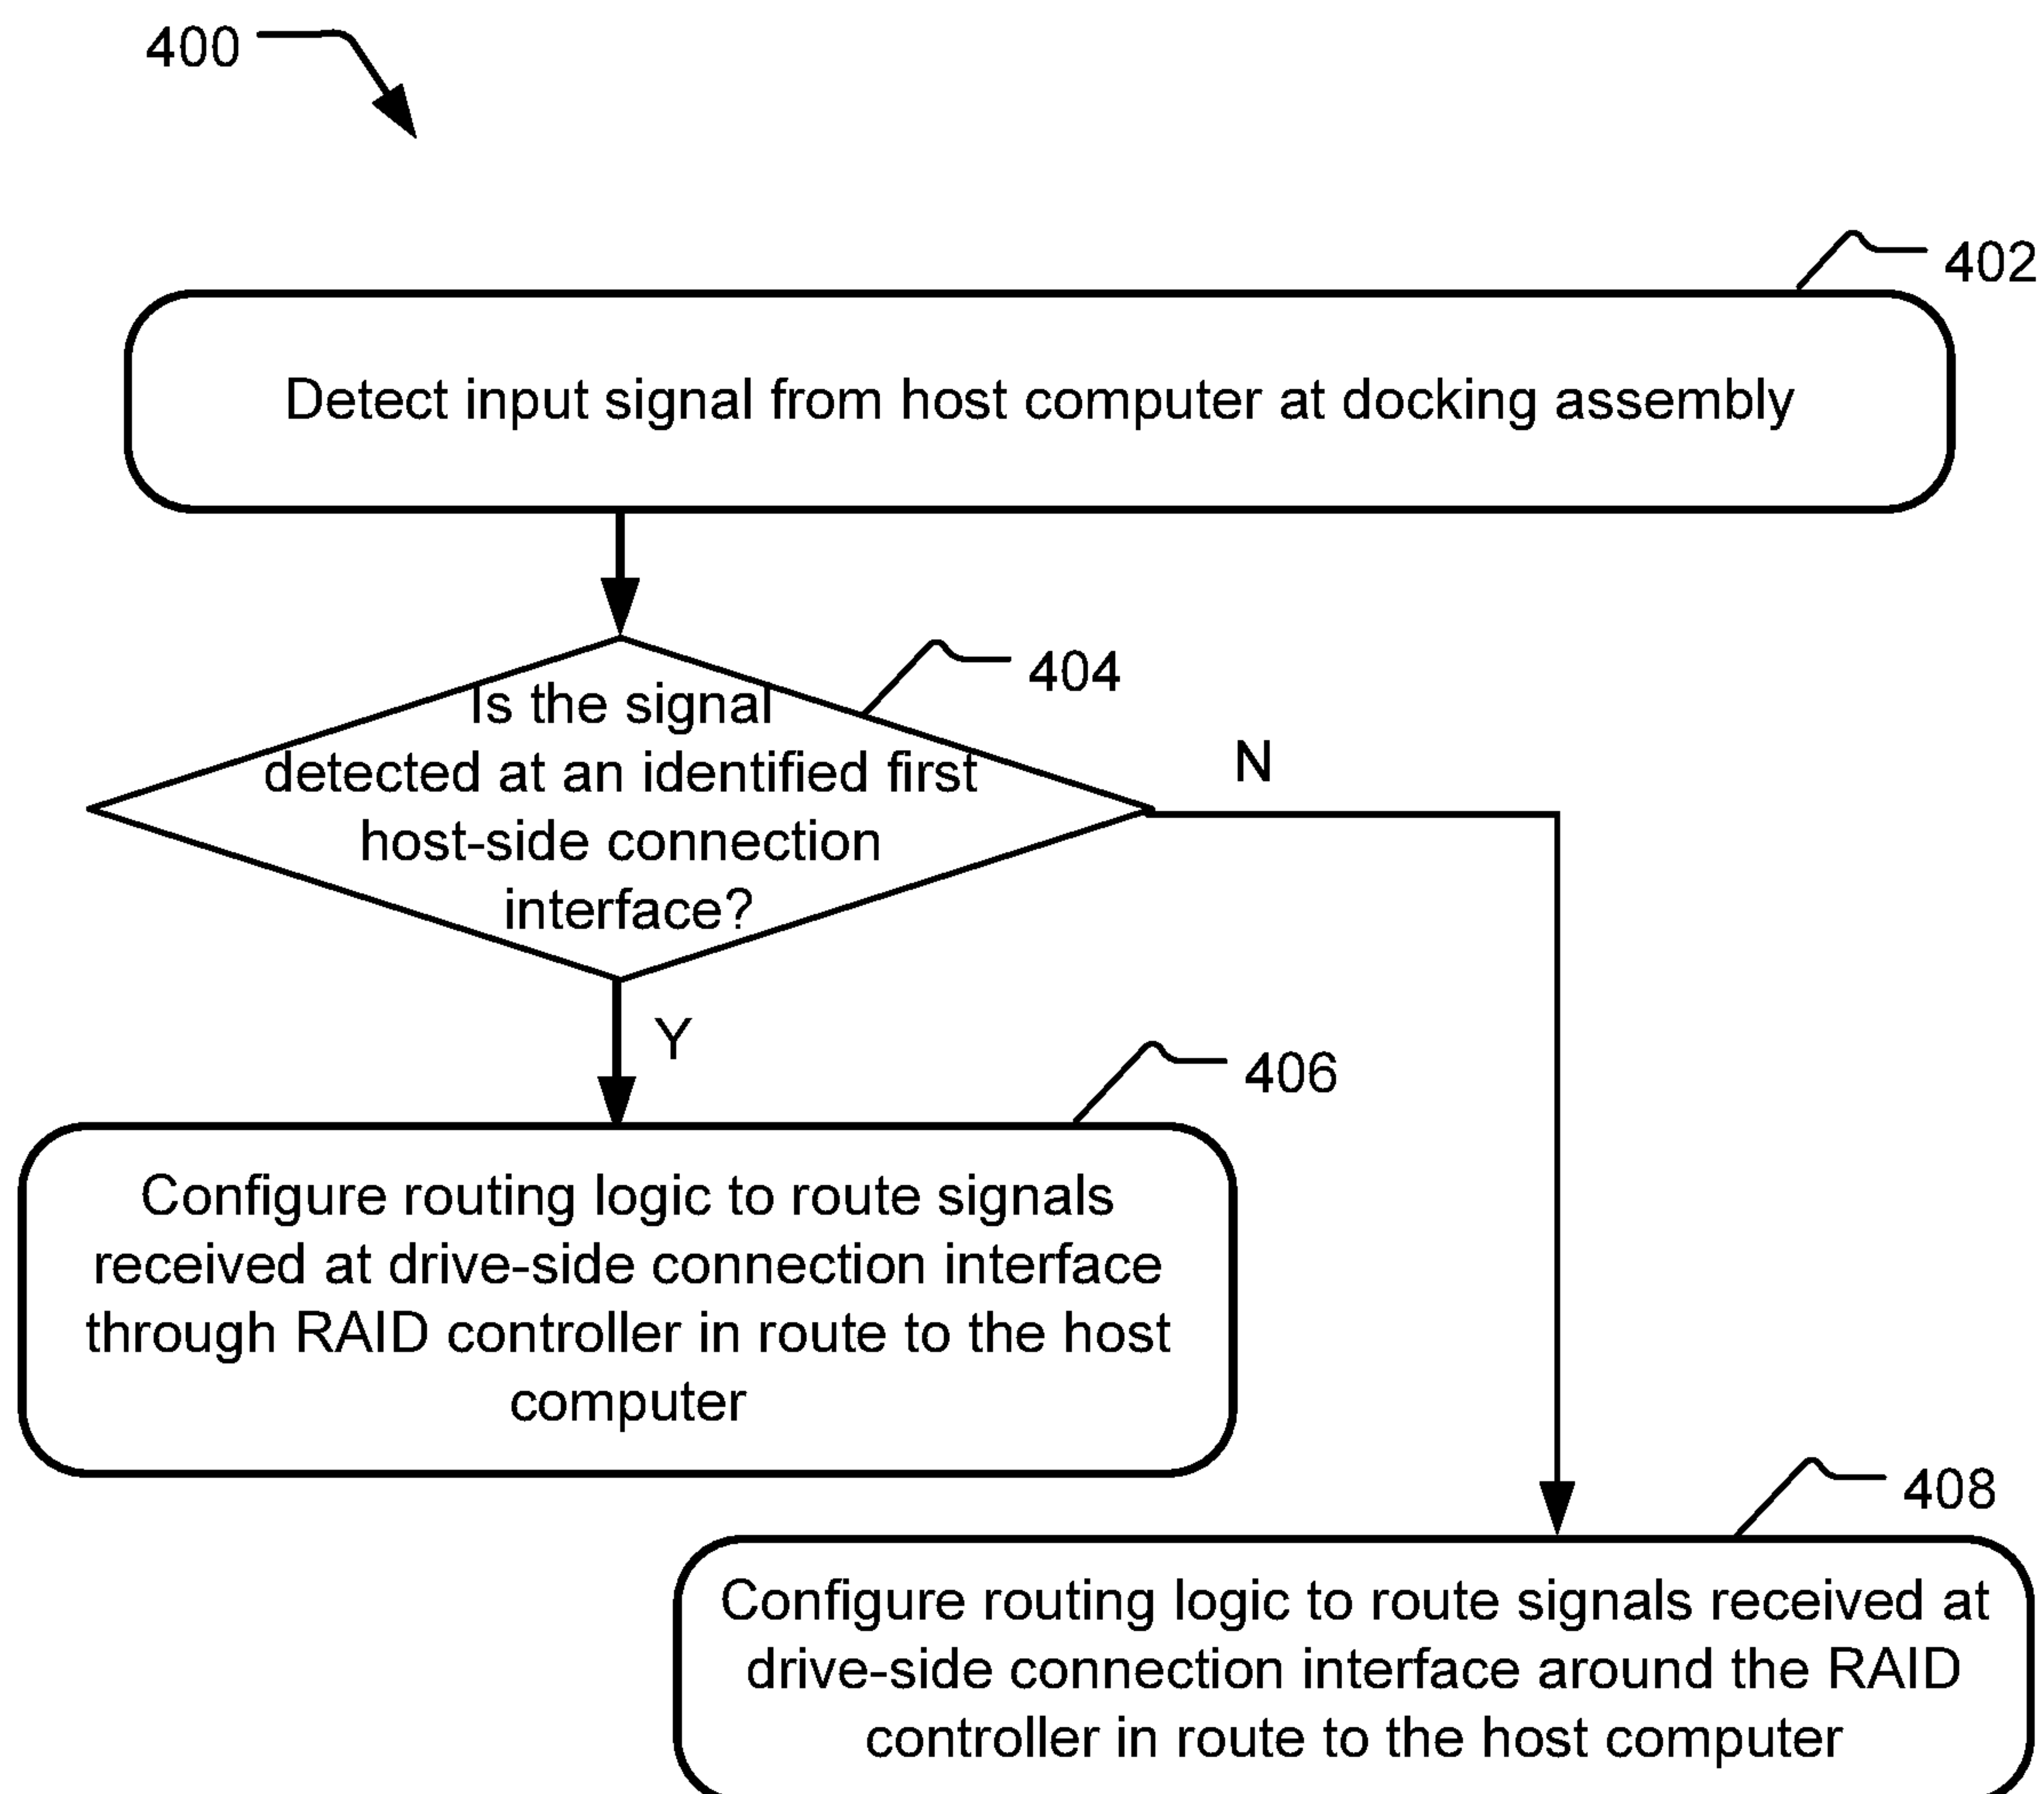 400
402
Detect input signal from host computer at docking assembly
404
Is the signal
detected at an identified first
host-side connection
interface?
N
Y
406
Configure routing logic to route signals
received at drive-side connection interface
through RAID controller in route to the host
computer
408
Configure routing logic to route signals received at
drive-side connection interface around the RAID
controller in route to the host computer